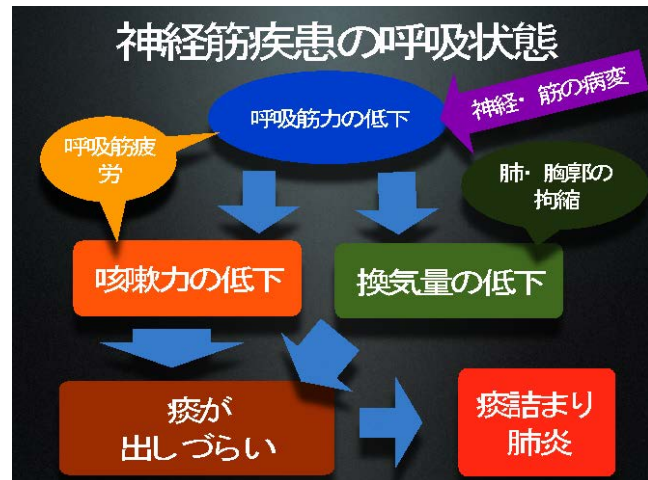 神経筋疾患の呼吸状態
神経・筋の病変
呼吸筋力の低下
呼吸筋疲
労
肺・胸郭の
拘縮
咳嗽力の低下
換気量の低下
痰が
出しづらい
痰詰まり
肺炎